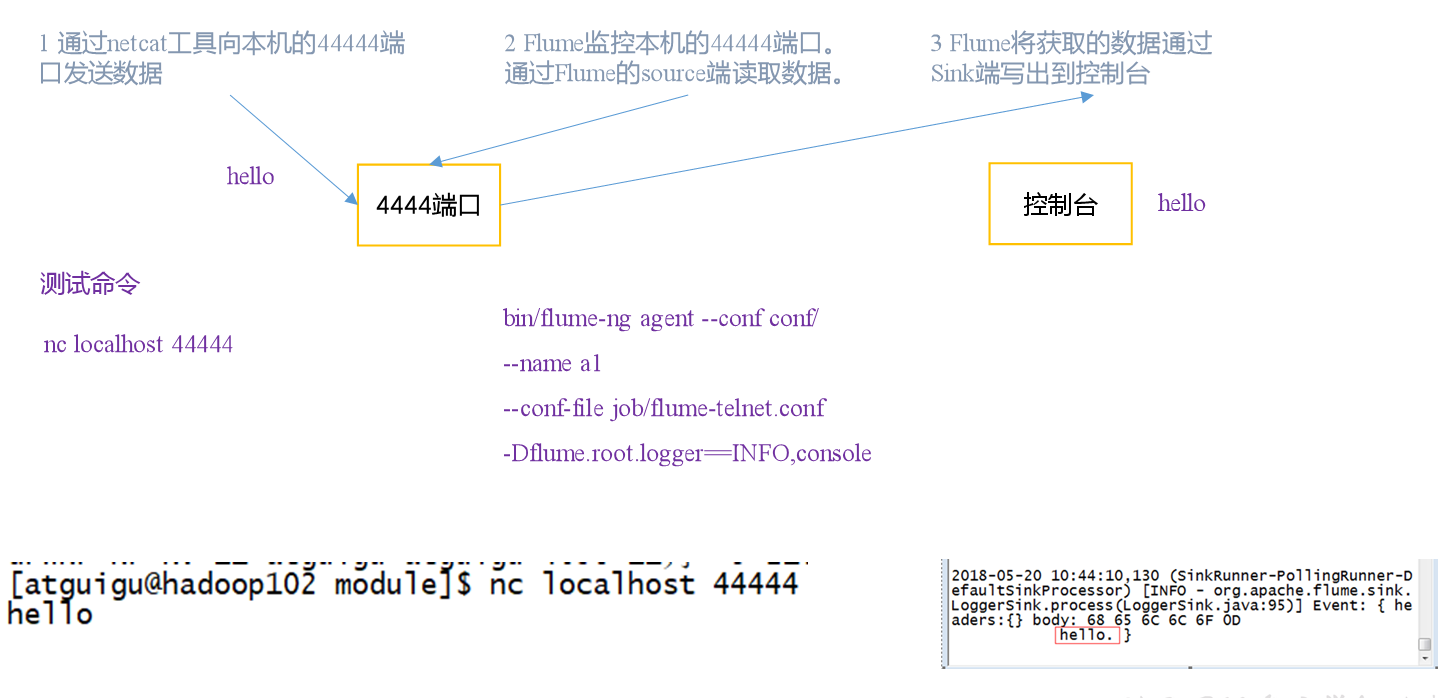 1 通过netcat工具向本机的44444端
口发送数据
2 Flume监控本机的44444端口。
通过Flume的source端读取数据。
3 Flume将获取的数据通过
Sink端写出到控制台
hello
4444端口
控制台
hello
测试命令
nc localhost 44444
bin/flume-ng agent --conf conf/
--name a1
--conf-file job/flume-telnet.conf
-Dflume.root.logger==INFO,console
[atguigu@hadoop102 module]$ nc localhost 44444
hello
2018-05-20 10:44:10,130 (SinkRunner-PollingRunner-D
efaultSinkProcessor) [INFO - org.apache.flume.sink.
LoggerSink.process(LoggerSink.java:95)] Event: { he
aders:{} body: 68 65 6C 6C 6F 0D
hello. }